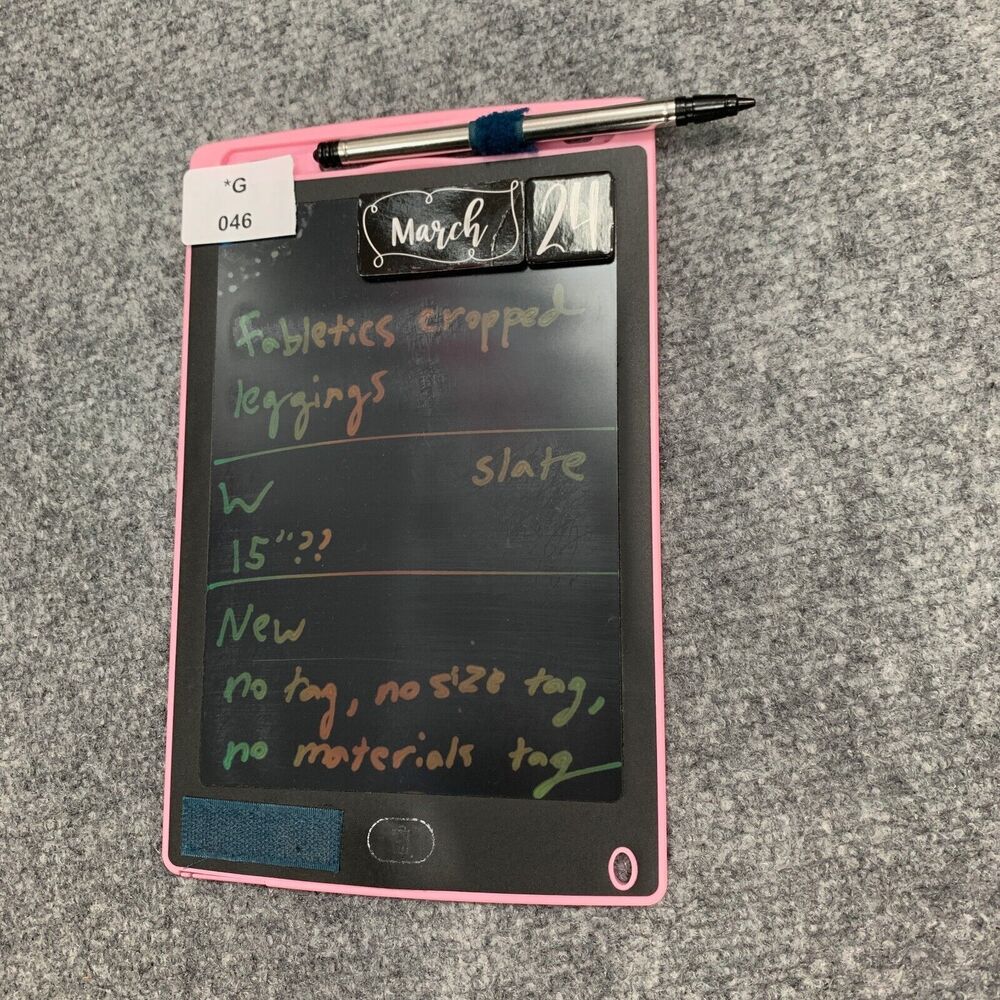 *G
046
March 24
Fabletics cropped
leggings
slate
W
15"??
New
no tag, no size tag,
no materials tag